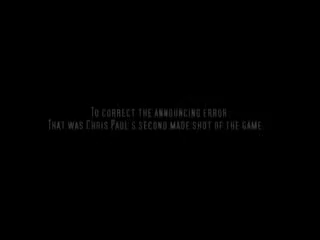 To correct the announcing error
That was Chris Paul's second made shot of the game